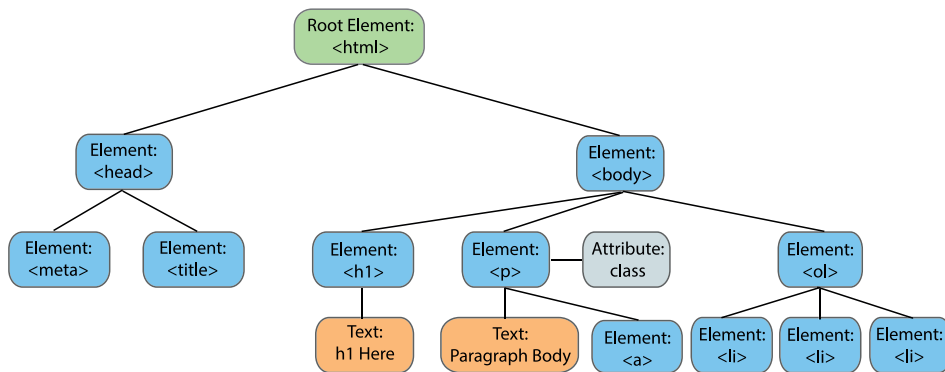 Root Element:
<html>
Element:
<head>
Element:
<body>
Element:
<meta>
Element:
<title>
Element:
<h1>
Element:
<p>
Attribute:
class
Element:
<ol>
Text:
h1 Here
Text:
Paragraph Body
Element:
<a>
Element:
<li>
Element:
<li>
Element:
<li>